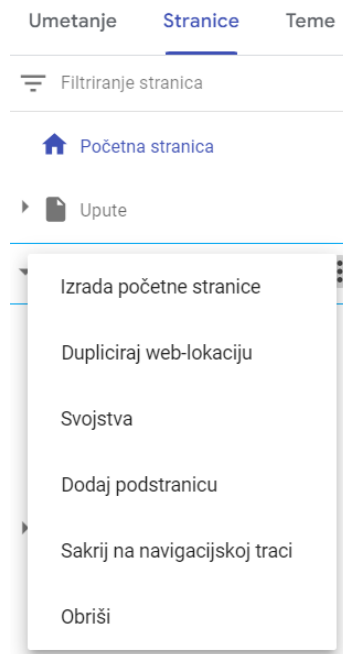 Umetanje Stranice Teme
Filtriranje stranica
Početna stranica
Upute
Izrada početne stranice
Dupliciraj web-lokaciju
Svojstva
Dodaj podstranicu
Sakrij na navigacijskoj traci
Obriši